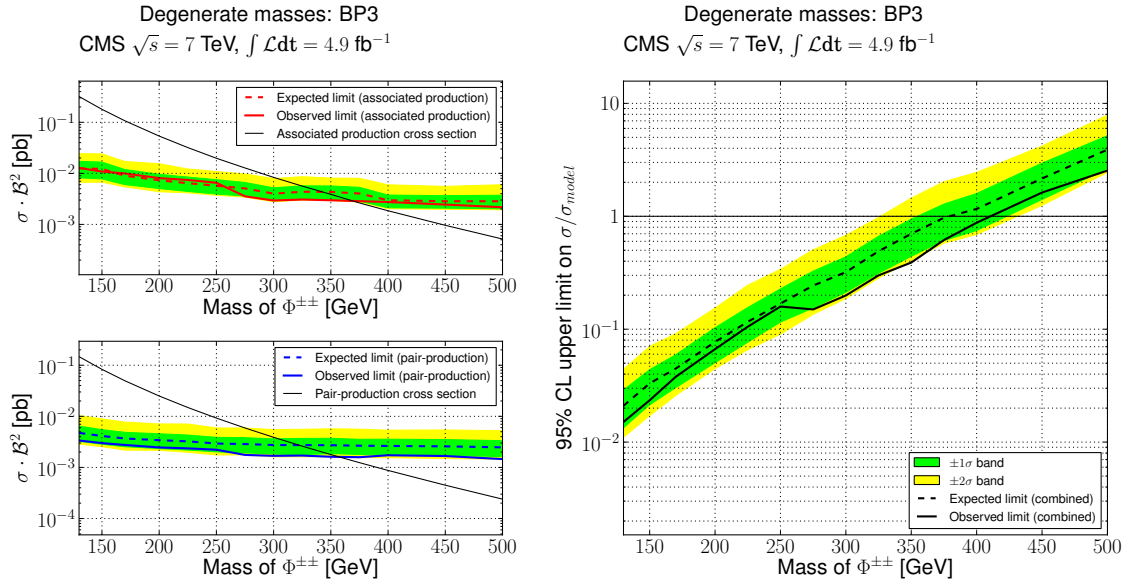 Degenerate masses: BP3
CMS √s = 7 TeV, ∫ℒdt = 4.9 fb⁻¹
σ · ℬ² [pb]
10⁻¹
10⁻²
10⁻³
Expected limit (associated production)
Observed limit (associated production)
Associated production cross section
150 200 250 300 350 400 450 500
Mass of Φ±± [GeV]
σ · ℬ² [pb]
10⁻¹
10⁻²
10⁻³
10⁻⁴
Expected limit (pair-production)
Observed limit (pair-production)
Pair-production cross section
150 200 250 300 350 400 450 500
Mass of Φ±± [GeV]
Degenerate masses: BP3
CMS √s = 7 TeV, ∫ℒdt = 4.9 fb⁻¹
95% CL upper limit on σ/σ_model
10
1
10⁻¹
10⁻²
±1σ band
±2σ band
Expected limit (combined)
Observed limit (combined)
150 200 250 300 350 400 450 500
Mass of Φ±± [GeV]